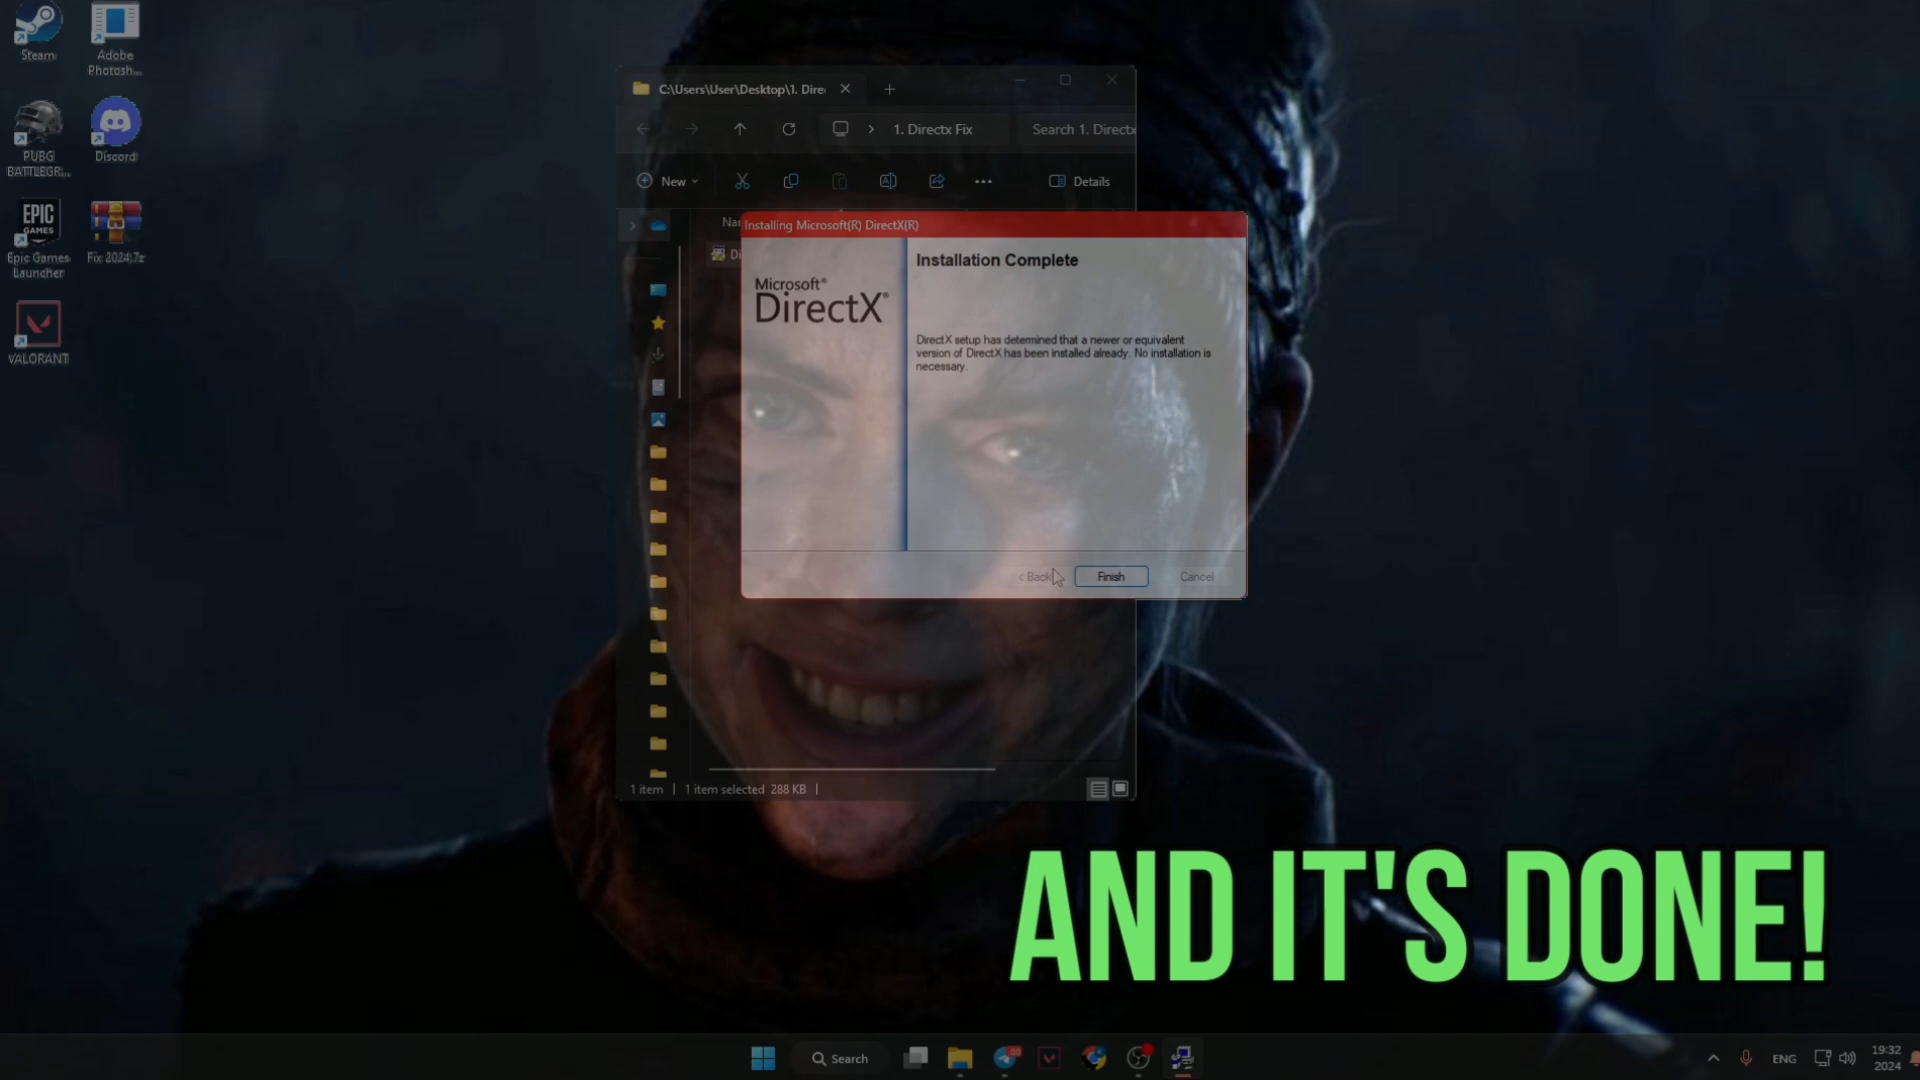 Steam
Adobe
Photosh...
PUBG
BATTLEGR...
Discord
EPIC
GAMES
Epic Games
Launcher
Fix 2024.7z
VALORANT
C:\Users\User\Desktop\1. Dire
1. Directx Fix
Search 1. Directx
New
Details
Installing Microsoft(R) DirectX(R)
Microsoft®
DirectX®
Installation Complete
DirectX setup has determined that a newer or equivalent
version of DirectX has been installed already. No installation is
necessary.
< Back
Finish
Cancel
1 item
1 item selected 288 KB
AND IT'S DONE!
Search
ENG
19:32
2024